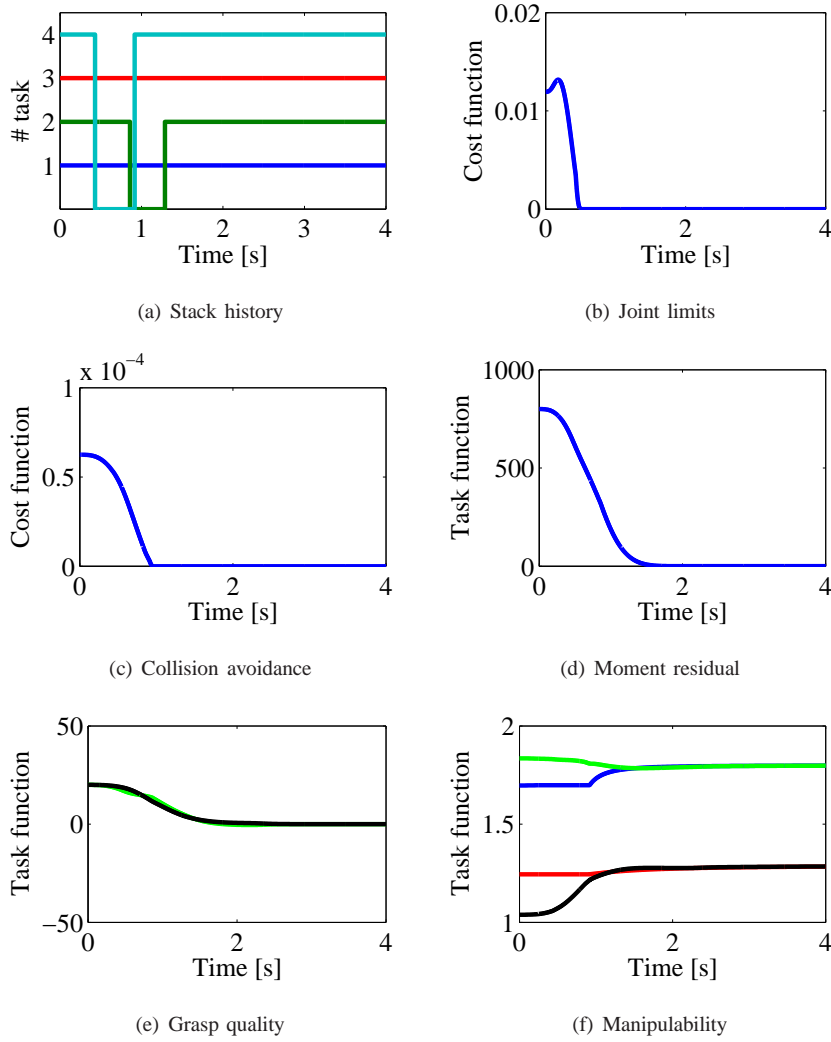 4
3
2
1
# task
0 1 2 3 4
Time [s]
(a) Stack history
0.02
0.01
0
Cost function
0 2 4
Time [s]
(b) Joint limits
x 10−4
1
0.5
0
Cost function
0 2 4
Time [s]
(c) Collision avoidance
1000
500
0
Task function
0 2 4
Time [s]
(d) Moment residual
50
0
−50
Task function
0 2 4
Time [s]
(e) Grasp quality
2
1.5
1
Task function
0 2 4
Time [s]
(f) Manipulability